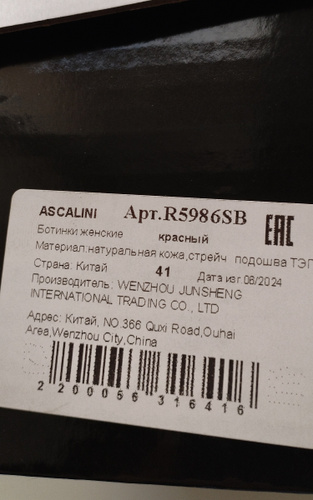 ASCALINI Арт.R5986SB EAC
Ботинки женские красный
Материал:натуральная кожа,стрейч подошва ТЭП
Страна: Китай 41 Дата изг.08/2024
Производитель: WENZHOU JUNSHENG
INTERNATIONAL TRADING CO., LTD
Адрес: Китай, NO.366 Quxi Road,Ouhai
Area,Wenzhou City,China
2 200056 316416